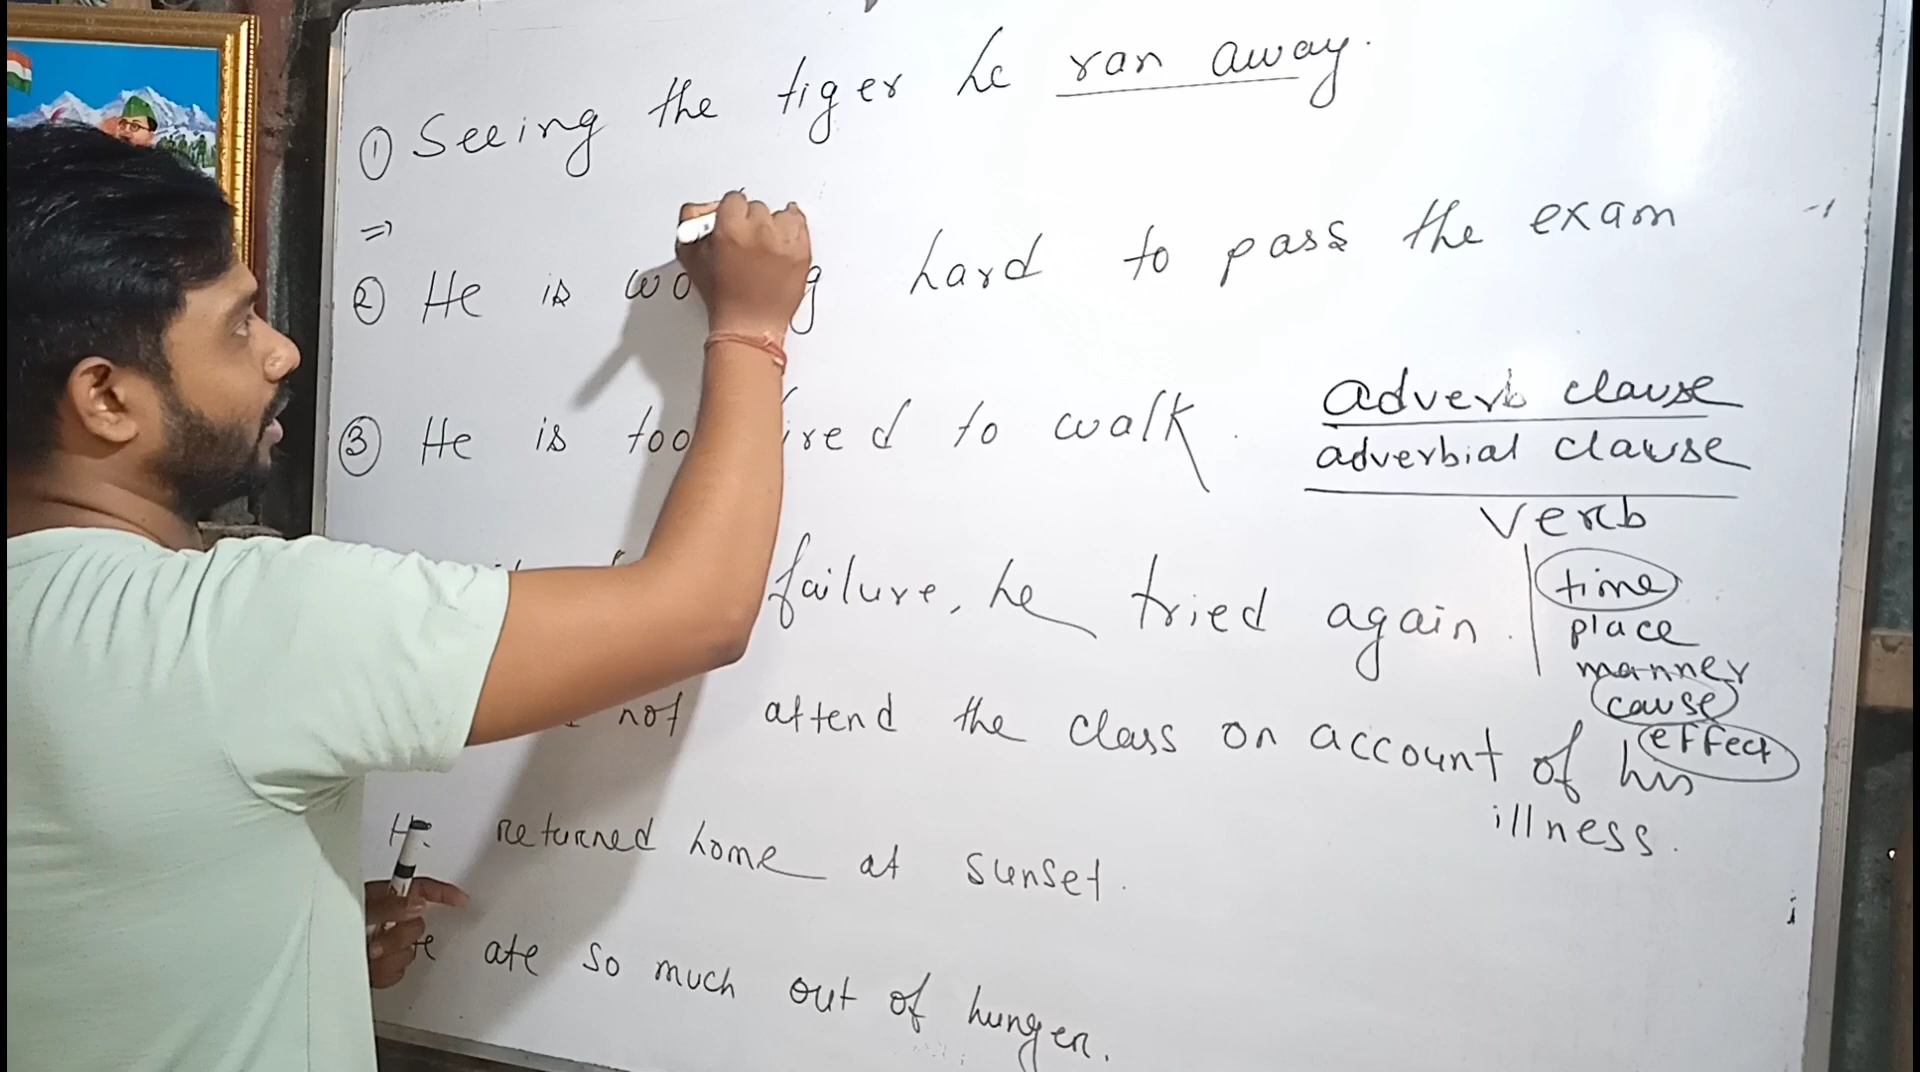 ① Seeing the tiger he ran away.
⇒
② He is hard to pass the exam
③ He is too to walk.
failure, he tried again.
not attend the class on account of his
illness.
He returned home at sunset.
ate so much out of hunger.
adverb clause
adverbial clause
verb
time
place
manner
cause
effect